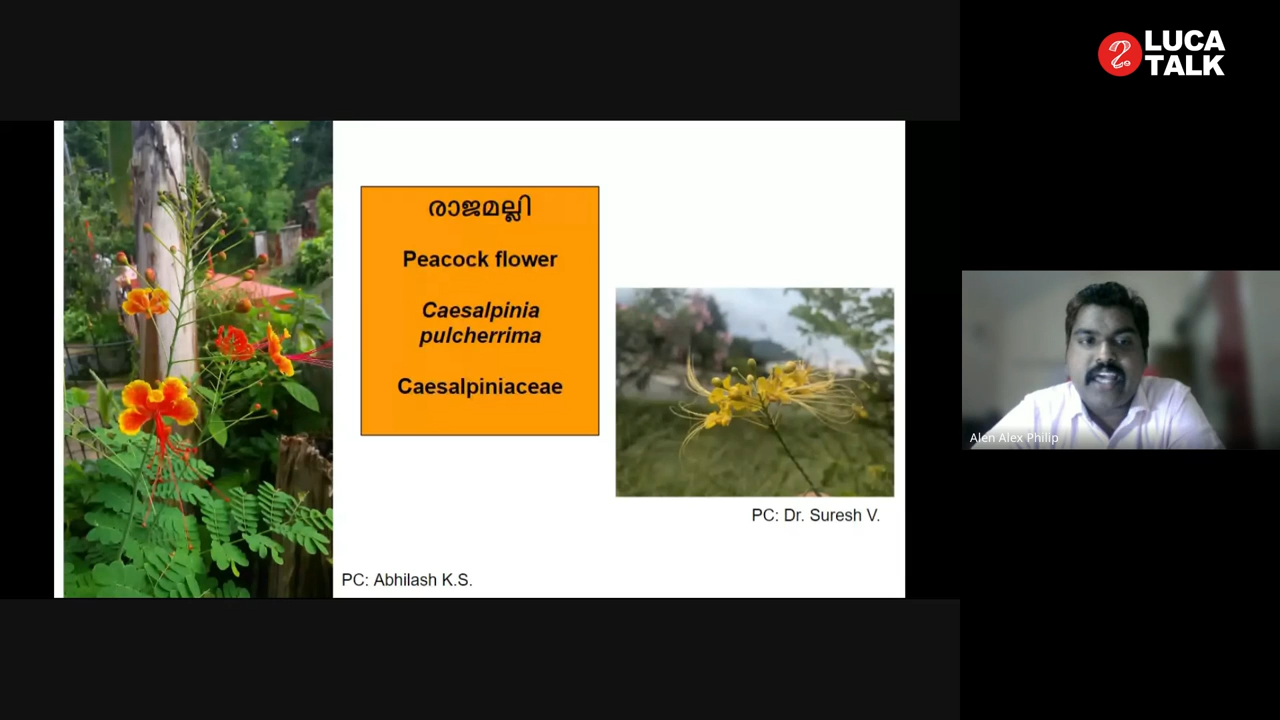 LUCA
TALK
രാജമല്ലി
Peacock flower
Caesalpinia
pulcherrima
Caesalpiniaceae
PC: Dr. Suresh V.
PC: Abhilash K.S.
Alen Alex Philip